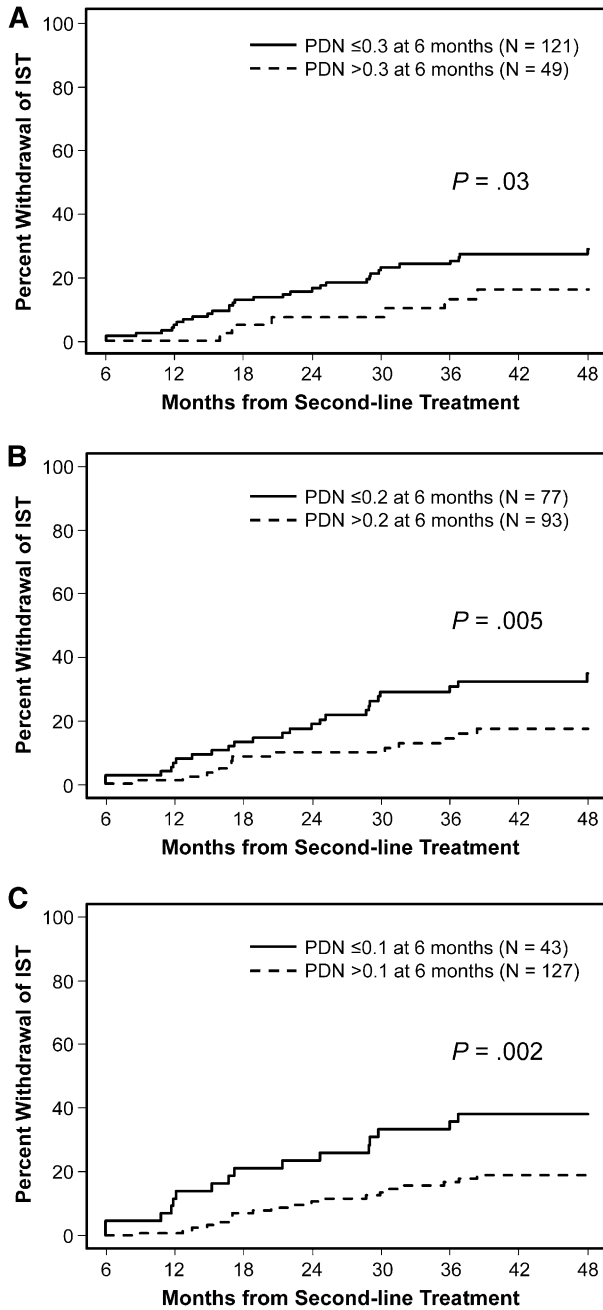 A
Percent Withdrawal of IST
100
80
60
40
20
0
PDN ≤0.3 at 6 months (N = 121)
PDN >0.3 at 6 months (N = 49)
P = .03
6 12 18 24 30 36 42 48
Months from Second-line Treatment
B
Percent Withdrawal of IST
100
80
60
40
20
0
PDN ≤0.2 at 6 months (N = 77)
PDN >0.2 at 6 months (N = 93)
P = .005
6 12 18 24 30 36 42 48
Months from Second-line Treatment
C
Percent Withdrawal of IST
100
80
60
40
20
0
PDN ≤0.1 at 6 months (N = 43)
PDN >0.1 at 6 months (N = 127)
P = .002
6 12 18 24 30 36 42 48
Months from Second-line Treatment